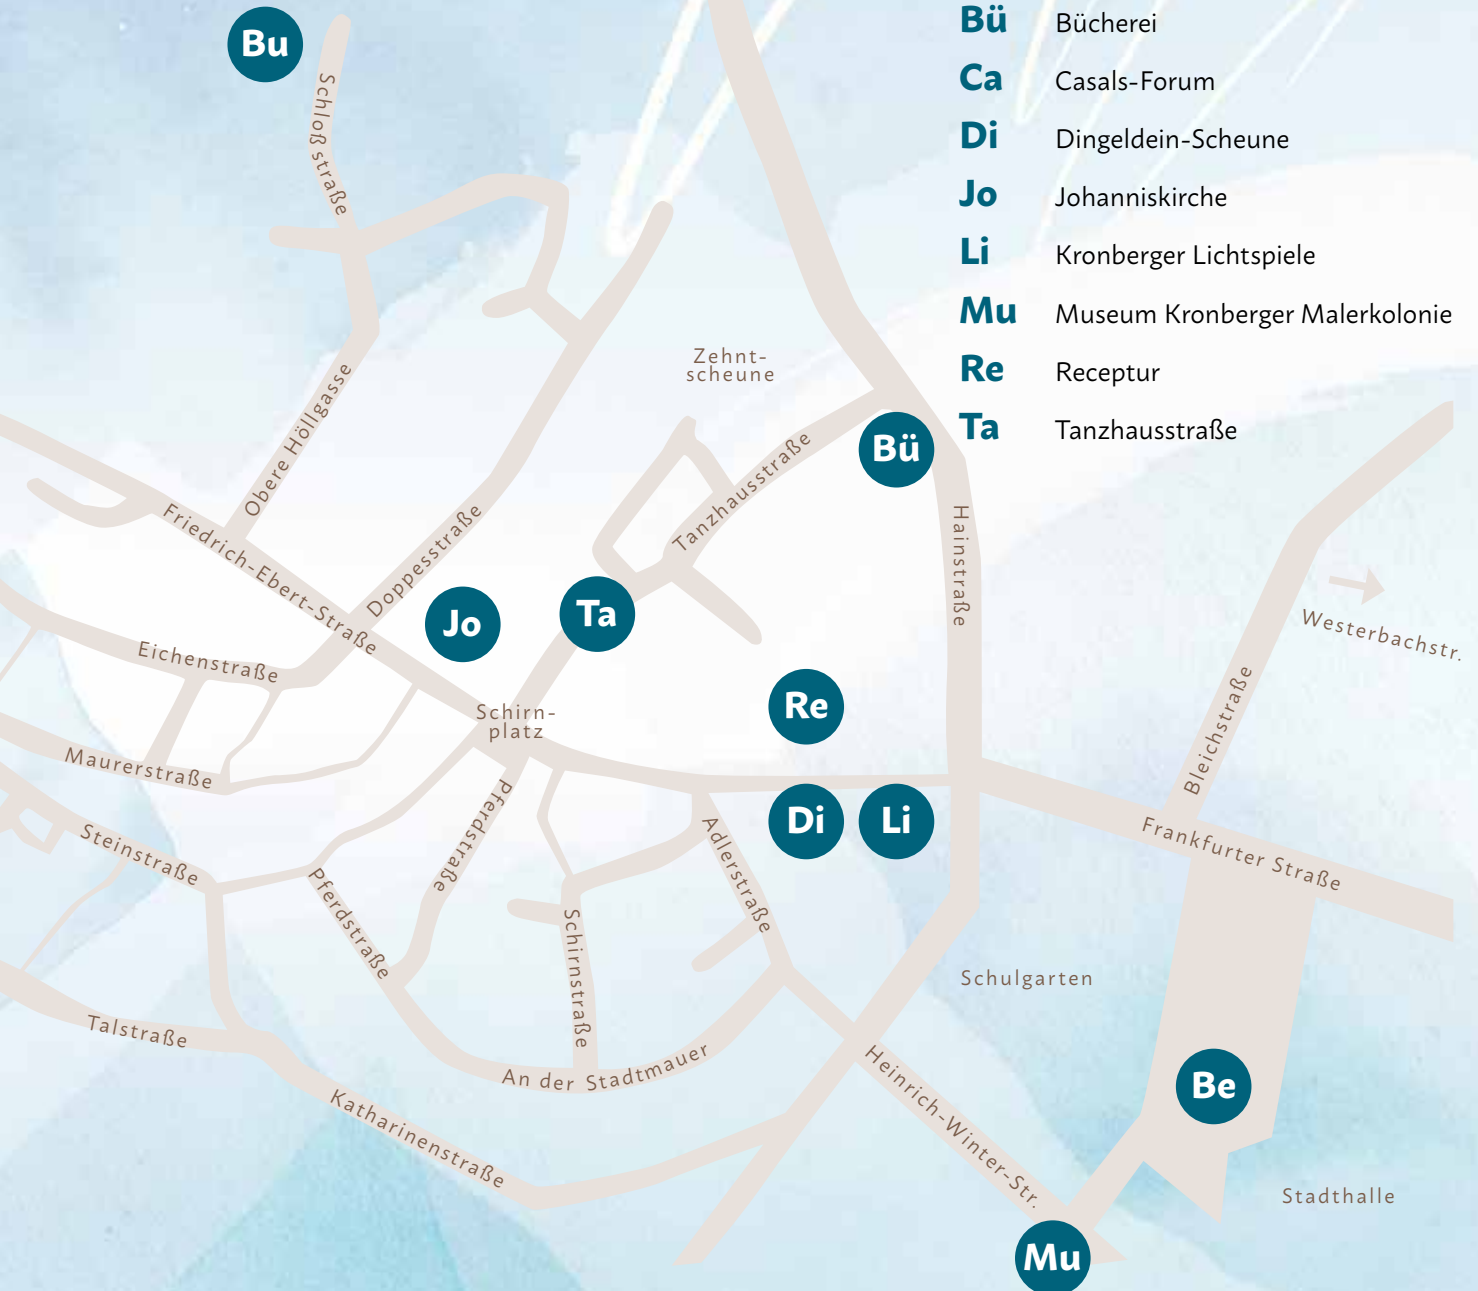 Bü Bücherei
Ca Casals-Forum
Di Dingeldein-Scheune
Jo Johanniskirche
Li Kronberger Lichtspiele
Mu Museum Kronberger Malerkolonie
Re Receptur
Ta Tanzhausstraße
Bu
Schloß straße
Zehnt-
scheune
Obere Höllgasse
Bü
Tanzhausstraße
Friedrich-Ebert-Straße
Doppesstraße
Hainstraße
Jo
Ta
Westerbachstr.
Eichenstraße
Bleichstraße
Re
Schirn-
platz
Maurerstraße
Pferdstraße
Di
Li
Adlerstraße
Frankfurter Straße
Steinstraße
Pferdstraße
Schirnstraße
Schulgarten
Talstraße
An der Stadtmauer
Heinrich-Winter-Str.
Be
Katharinenstraße
Stadthalle
Mu